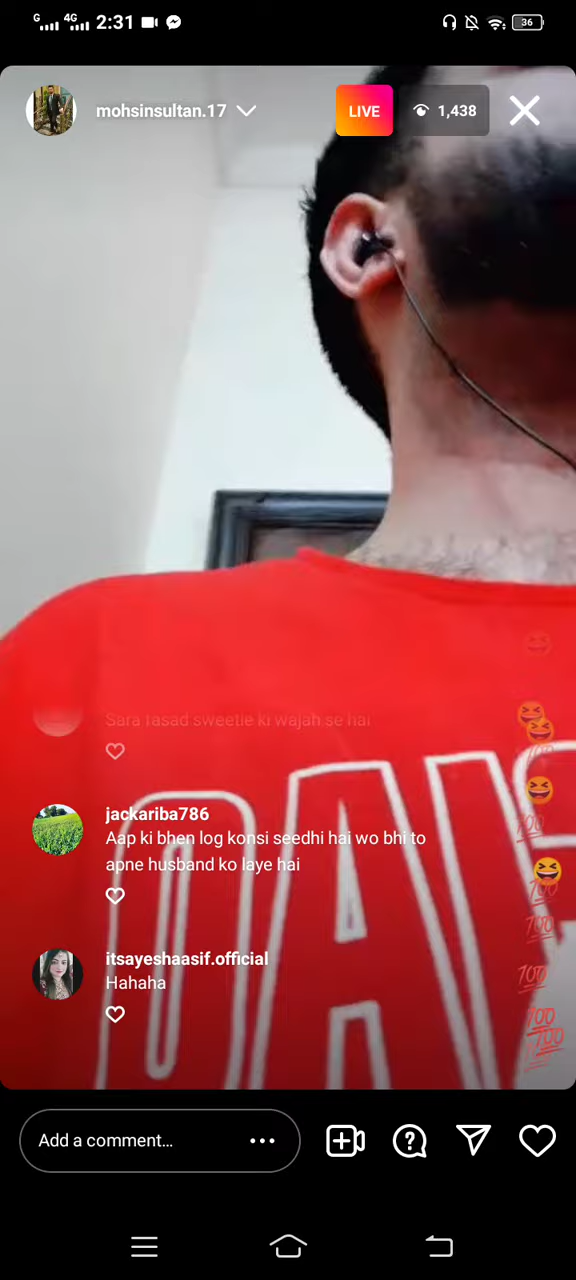 G 4G 2:31 36
mohsinsultan.17 LIVE 1,438
Sara fasad sweetie ki wajah se hai
jackariba786
Aap ki bhen log konsi seedhi hai wo bhi to
apne husband ko laye hai
itsayeshaasif.official
Hahaha
Add a comment...